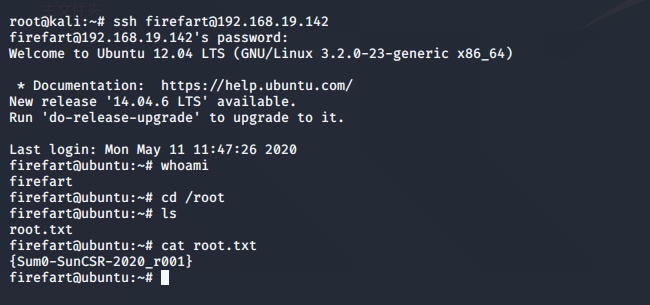 root@kali:~# ssh firefart@192.168.19.142
firefart@192.168.19.142's password:
Welcome to Ubuntu 12.04 LTS (GNU/Linux 3.2.0-23-generic x86_64)
 * Documentation:  https://help.ubuntu.com/
New release '14.04.6 LTS' available.
Run 'do-release-upgrade' to upgrade to it.
Last login: Mon May 11 11:47:26 2020
firefart@ubuntu:~# whoami
firefart
firefart@ubuntu:~# cd /root
firefart@ubuntu:~# ls
root.txt
firefart@ubuntu:~# cat root.txt
{Sum0-SunCSR-2020_r001}
firefart@ubuntu:~#